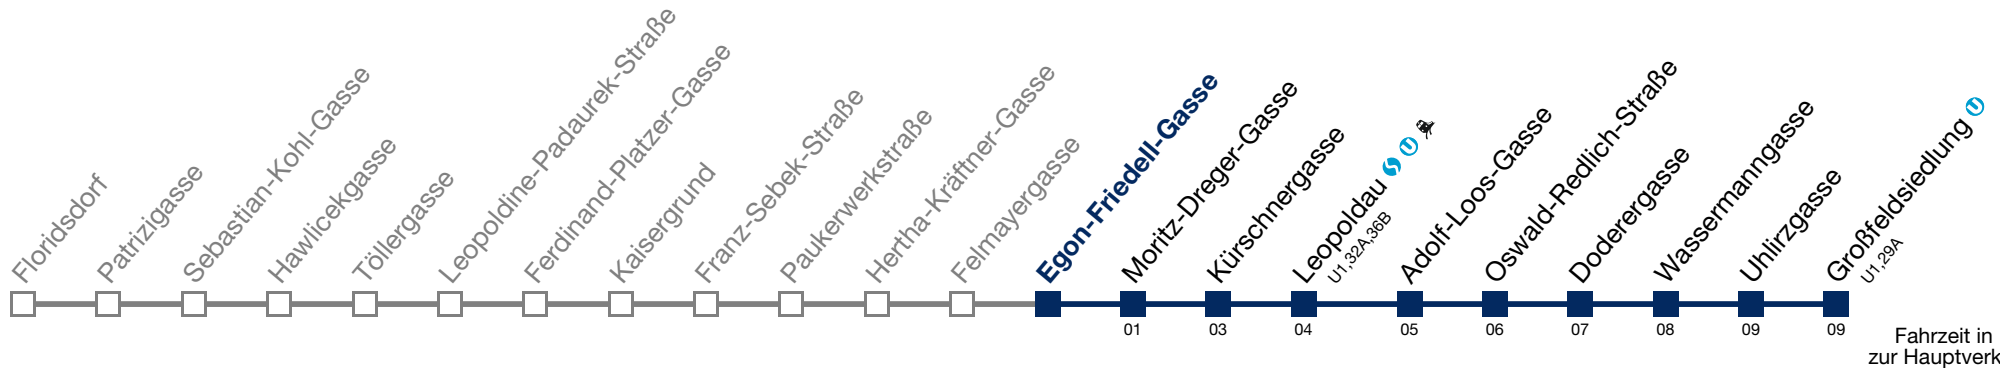 Floridsdorf
Patrizigasse
Sebastian-Kohl-Gasse
Hawlicekgasse
Töllergasse
Leopoldine-Padaurek-Straße
Ferdinand-Platzer-Gasse
Kaisergrund
Franz-Sebek-Straße
Paukerwerkstraße
Hertha-Kräftner-Gasse
Felmayergasse
Egon-Friedell-Gasse
Moritz-Dreger-Gasse
Kürschnergasse
Leopoldau
U1,32A,36B
Adolf-Loos-Gasse
Oswald-Redlich-Straße
Doderergasse
Wassermanngasse
Uhlirzgasse
Großfeldsiedlung
U1,29A
01 03 04 05 06 07 08 09 09
Fahrzeit in
zur Hauptverk